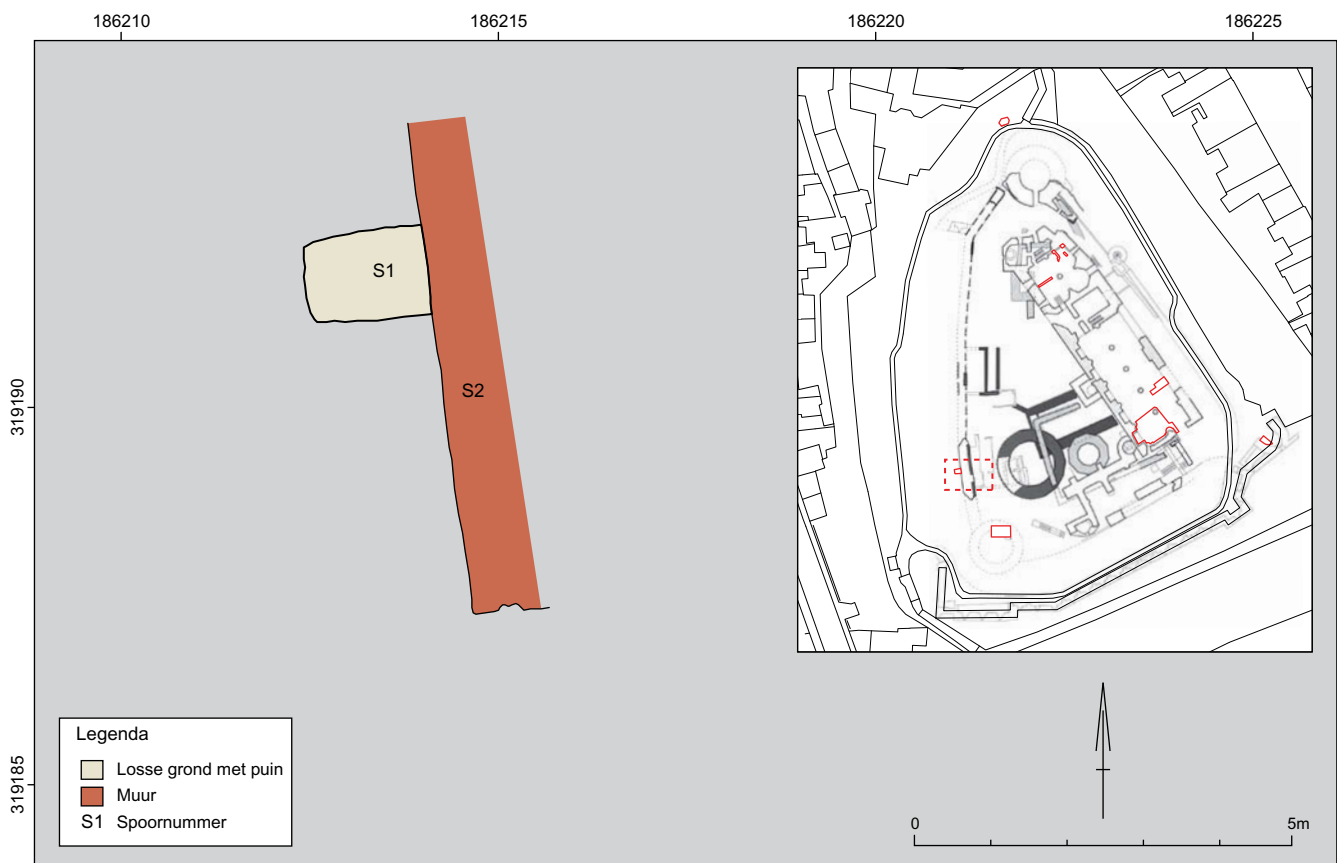 186210
186215
186220
186225
319190
319185
S1
S2
Legenda
Losse grond met puin
Muur
S1 Spoornummer
0
5m